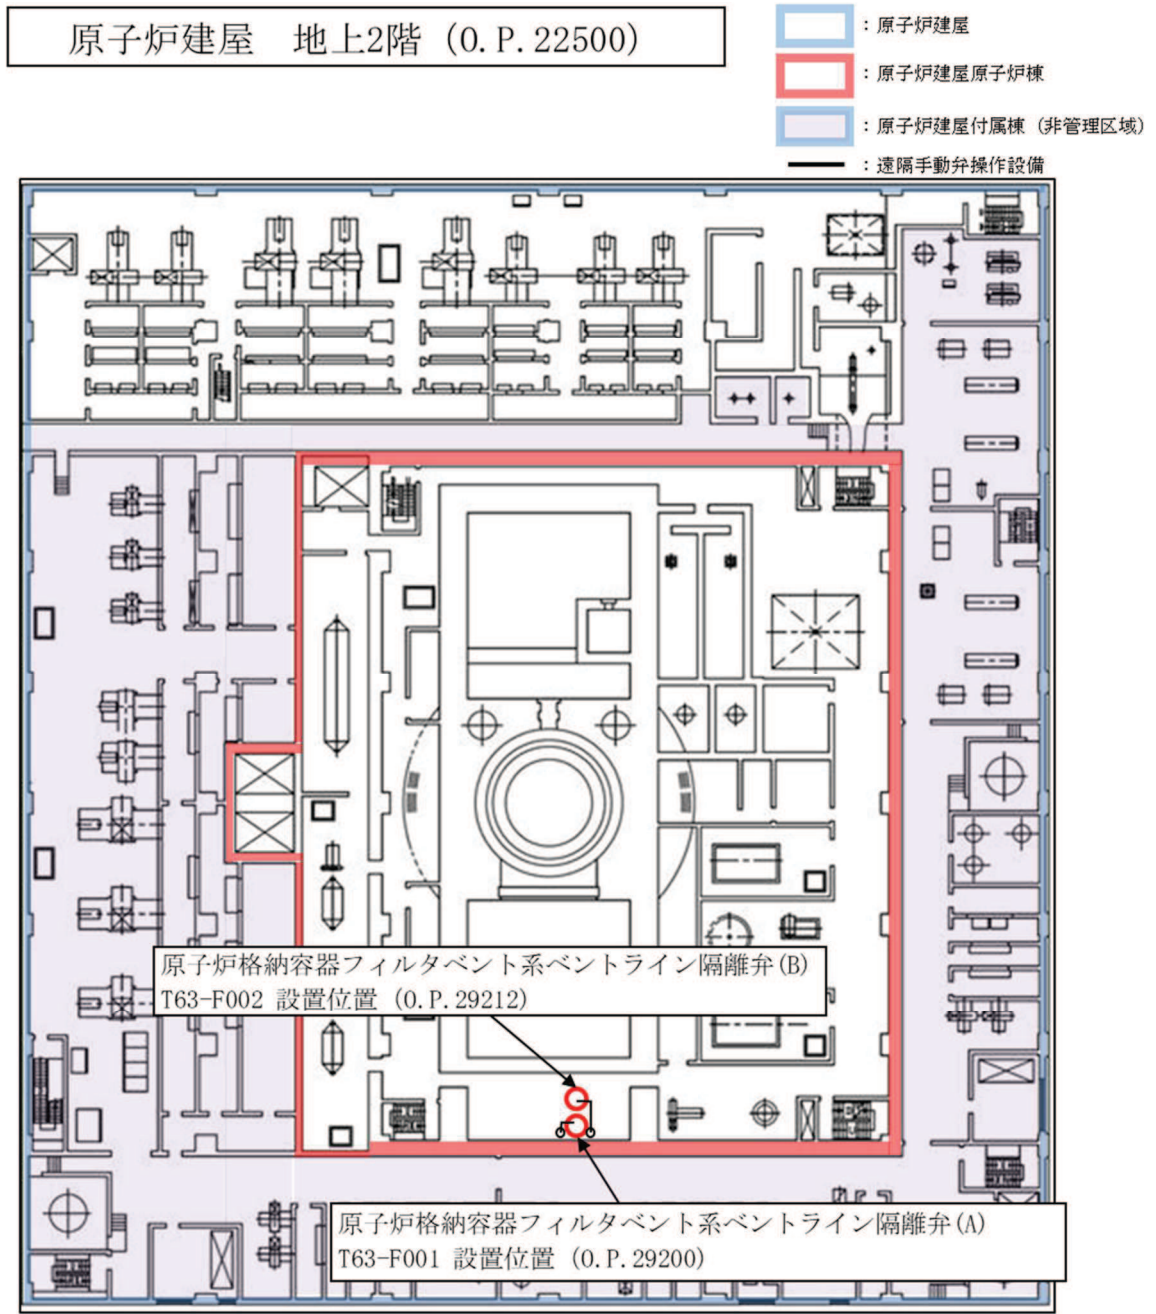 原子炉建屋 地上2階 (O.P.22500)
：原子炉建屋
：原子炉建屋原子炉棟
：原子炉建屋付属棟 (非管理区域)
：遠隔手動弁操作設備
原子炉格納容器フィルタベント系ベントライン隔離弁(B)
T63-F002 設置位置 (O.P.29212)
原子炉格納容器フィルタベント系ベントライン隔離弁(A)
T63-F001 設置位置 (O.P.29200)